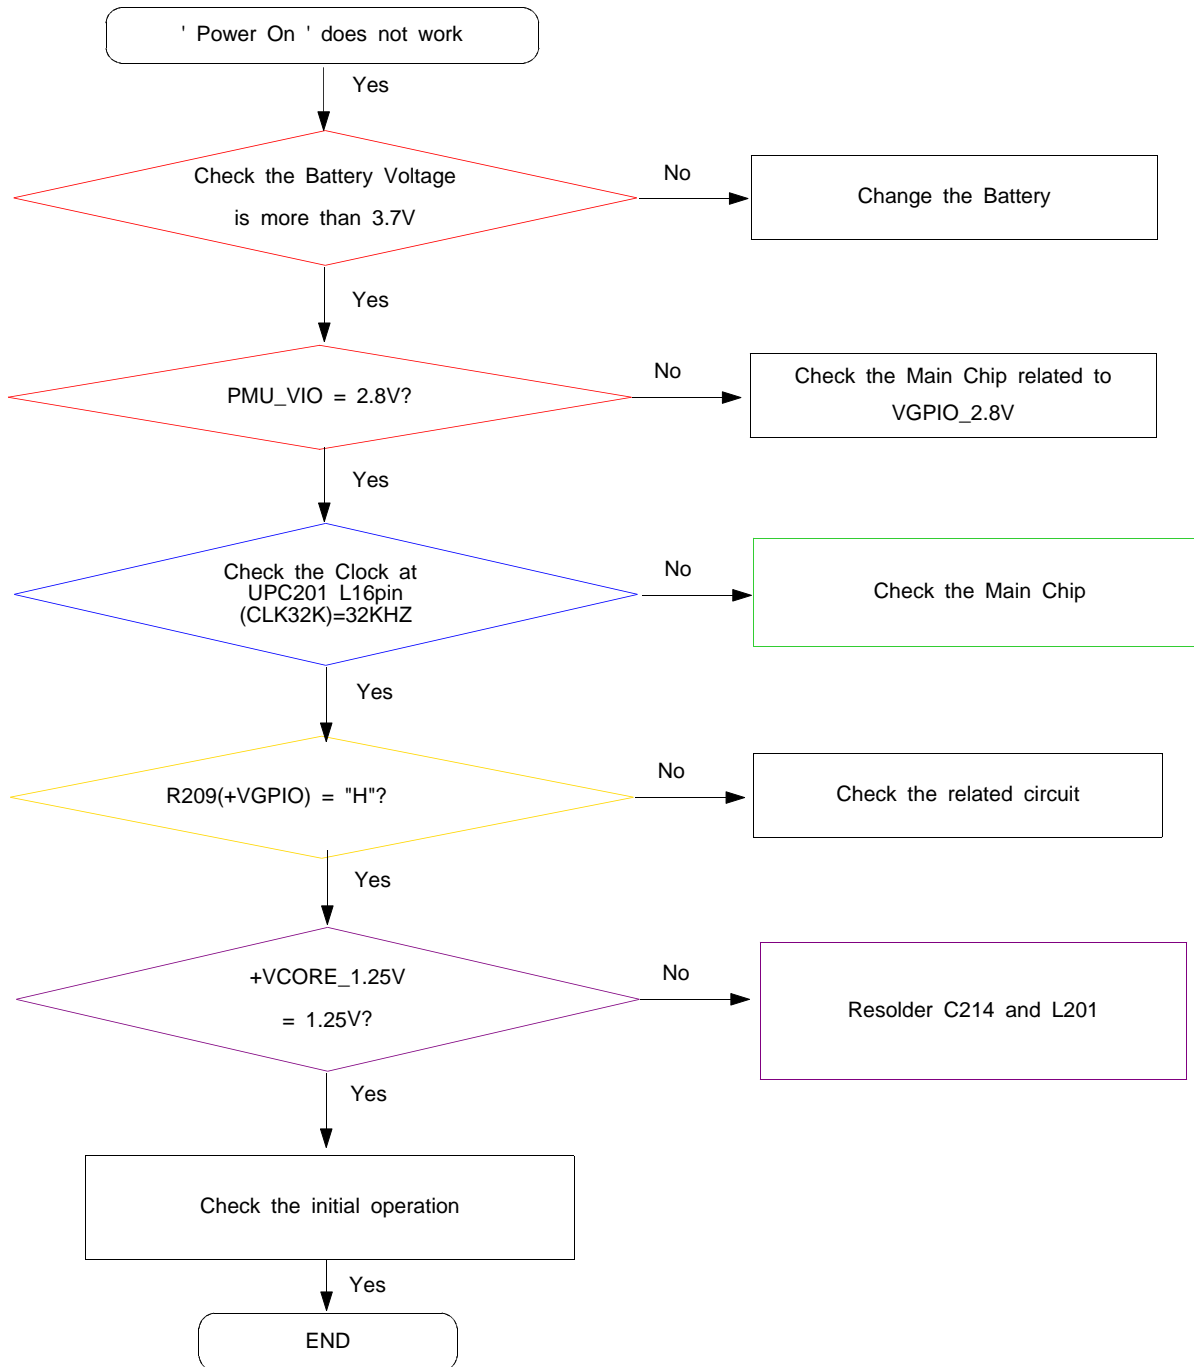 ' Power On ' does not work
Yes
Check the Battery Voltage
is more than 3.7V
No
Change the Battery
Yes
PMU_VIO = 2.8V?
No
Check the Main Chip related to
VGPIO_2.8V
Yes
Check the Clock at
UPC201 L16pin
(CLK32K)=32KHZ
No
Check the Main Chip
Yes
R209(+VGPIO) = "H"?
No
Check the related circuit
Yes
+VCORE_1.25V
= 1.25V?
No
Resolder C214 and L201
Yes
Check the initial operation
Yes
END